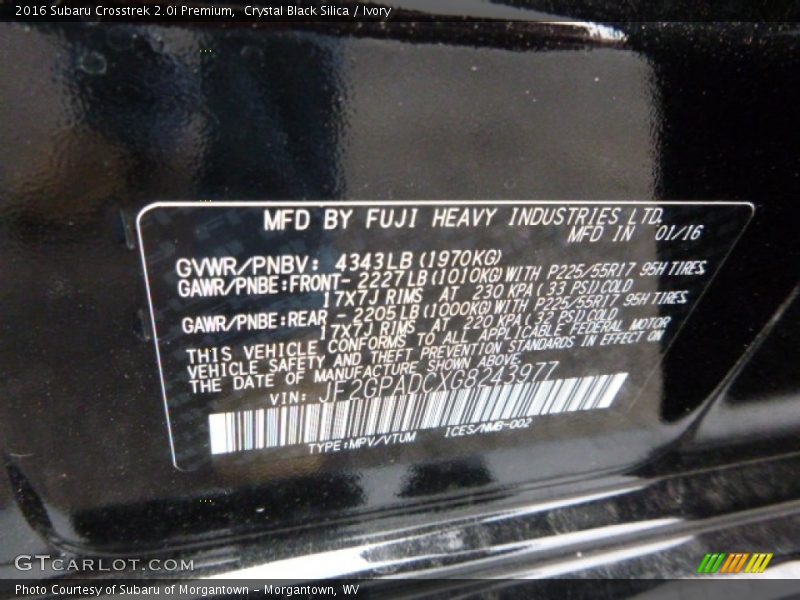 2016 Subaru Crosstrek 2.0i Premium,  Crystal Black Silica / Ivory
MFD BY FUJI HEAVY INDUSTRIES LTD.
MFD IN 01/16
GVWR/PNBV: 4343LB (1970KG)
GAWR/PNBE:FRONT- 2227LB (1010KG) WITH P225/55R17 95H TIRES
17X7J RIMS AT 230 KPA ( 33 PSI) COLD
GAWR/PNBE:REAR - 2205LB (1000KG) WITH P225/55R17 95H TIRES
17X7J RIMS AT 220 KPA ( 32 PSI) COLD
THIS VEHICLE CONFORMS TO ALL APPLICABLE FEDERAL MOTOR
VEHICLE SAFETY AND THEFT PREVENTION STANDARDS IN EFFECT ON
THE DATE OF MANUFACTURE SHOWN ABOVE.
VIN: JF2GPADCXG8243977
TYPE:MPV/VTUM ICES/NMB-002
GTCARLOT.COM
Photo Courtesy of Subaru of Morgantown - Morgantown, WV